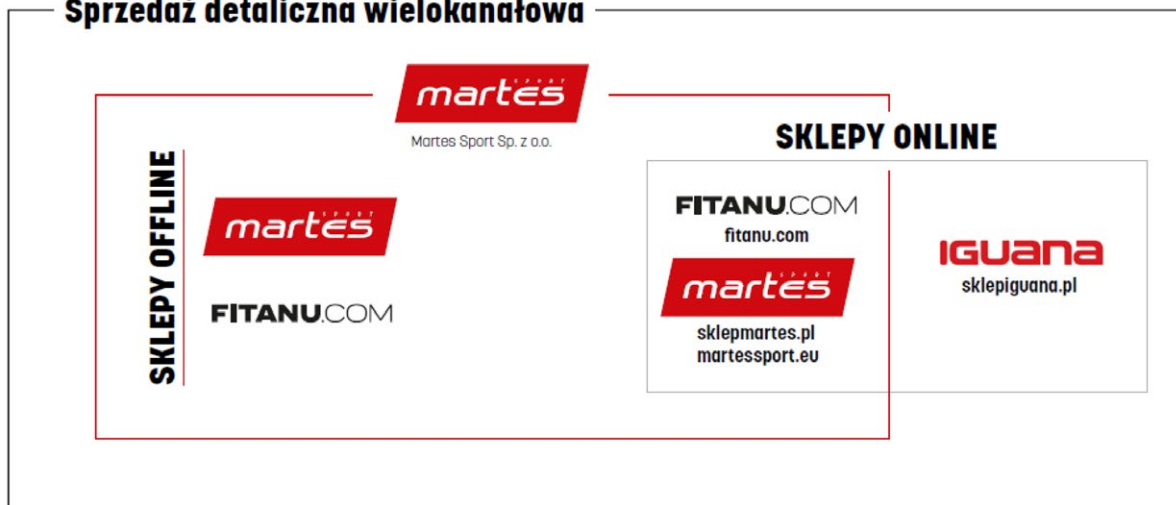 Sprzedaż detaliczna wielokanałowa
martes
SPORT
Martes Sport Sp. z o.o.
SKLEPY OFFLINE
martes
SPORT
FITANU.COM
SKLEPY ONLINE
FITANU.COM
fitanu.com
martes
SPORT
sklepmartes.pl
martessport.eu
IGUANA
sklepiguana.pl